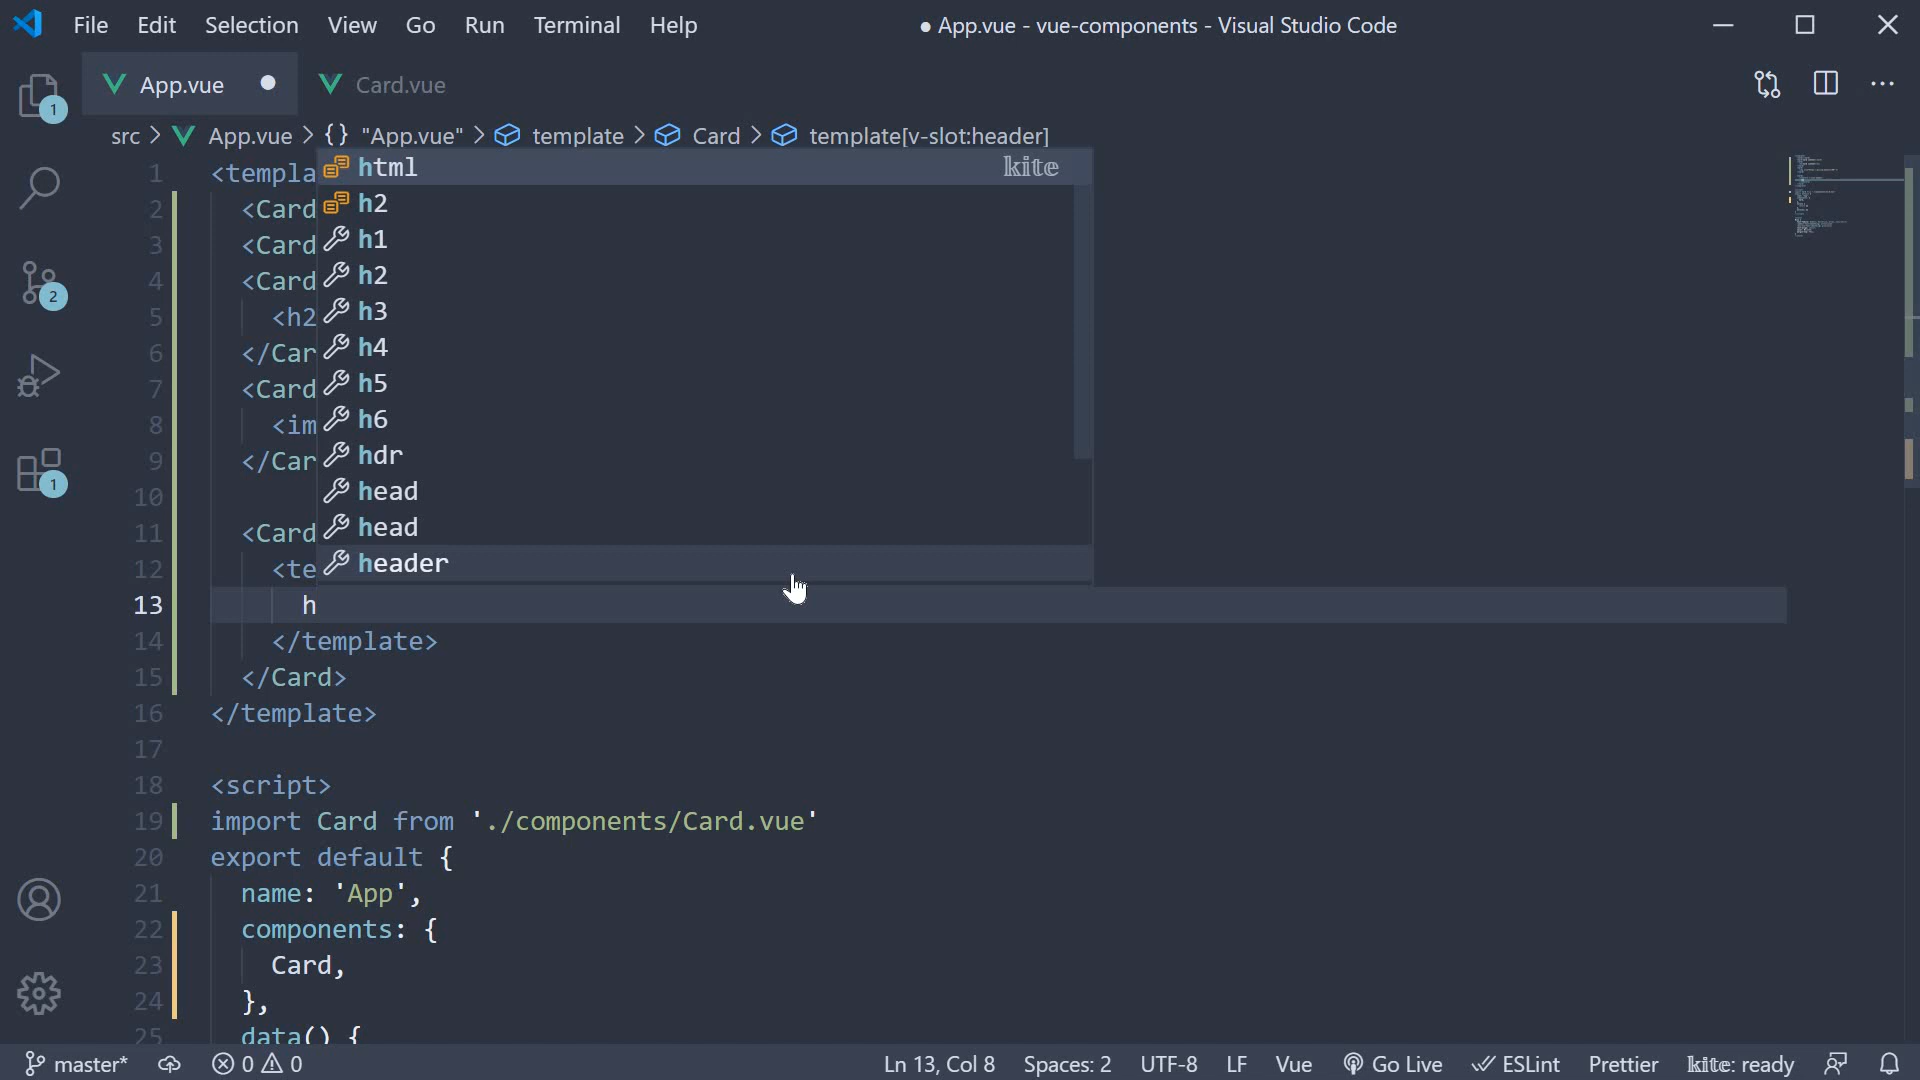 File Edit Selection View Go Run Terminal Help ● App.vue - vue-components - Visual Studio Code
App.vue ● Card.vue
src > App.vue > {} "App.vue" > template > Card > template[v-slot:header]
1
1 <templa
2 <Card
3 <Card
4 <Card
5 <h2
6 </Car
7 <Card
8 <im
9 </Car
10
11 <Card
12 <te
13 h
14 </template>
15 </Card>
16 </template>
17
18 <script>
19 import Card from './components/Card.vue'
20 export default {
21 name: 'App',
22 components: {
23 Card,
24 },
25 data() {
html kite
h2
h1
h2
h3
h4
h5
h6
hdr
head
head
header
2
1
master* ⊗ 0 ⚠ 0 Ln 13, Col 8 Spaces: 2 UTF-8 LF Vue Go Live ESLint Prettier kite: ready